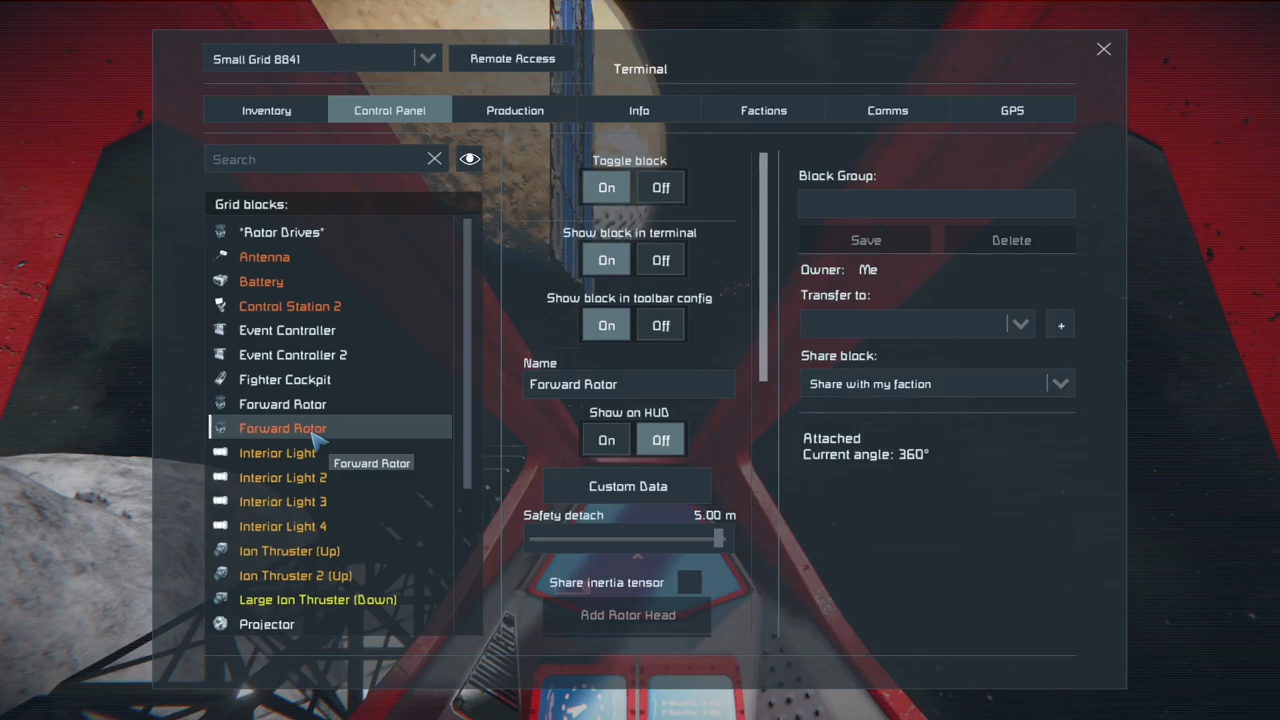 Small Grid 8841
Remote Access
Terminal
Inventory
Control Panel
Production
Info
Factions
Comms
GPS
Search
Grid blocks:
*Rotor Drives*
Antenna
Battery
Control Station 2
Event Controller
Event Controller 2
Fighter Cockpit
Forward Rotor
Forward Rotor
Interior Light
Forward Rotor
Interior Light 2
Interior Light 3
Interior Light 4
Ion Thruster (Up)
Ion Thruster 2 (Up)
Large Ion Thruster (Down)
Projector
Toggle block
On Off
Show block in terminal
On Off
Show block in toolbar config
On Off
Name
Forward Rotor
Show on HUD
On Off
Custom Data
Safety detach 5.00 m
Share inertia tensor
Add Rotor Head
Block Group:
Save Delete
Owner: Me
Transfer to:
+
Share block:
Share with my faction
Attached
Current angle: 360°